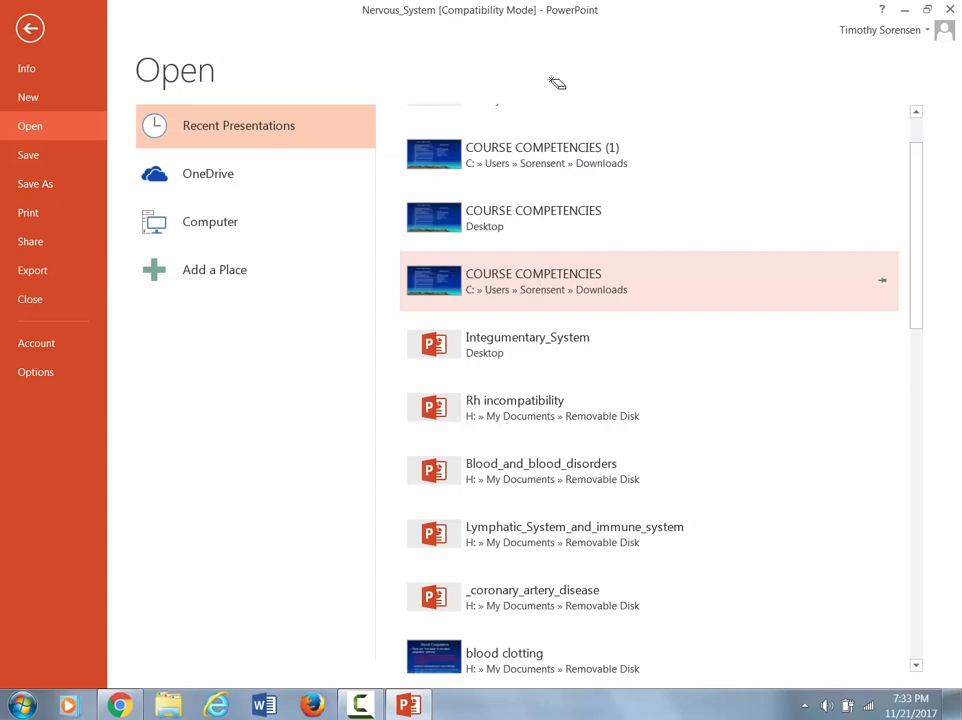 Nervous_System [Compatibility Mode] - PowerPoint
?
Timothy Sorensen
Info
New
Open
Save
Save As
Print
Share
Export
Close
Account
Options
Open
Recent Presentations
OneDrive
Computer
Add a Place
COURSE COMPETENCIES (1)
C: » Users » Sorensent » Downloads
COURSE COMPETENCIES
Desktop
COURSE COMPETENCIES
C: » Users » Sorensent » Downloads
Integumentary_System
Desktop
Rh incompatibility
H: » My Documents » Removable Disk
Blood_and_blood_disorders
H: » My Documents » Removable Disk
Lymphatic_System_and_immune_system
H: » My Documents » Removable Disk
_coronary_artery_disease
H: » My Documents » Removable Disk
blood clotting
H: » My Documents » Removable Disk
7:33 PM
11/21/2017